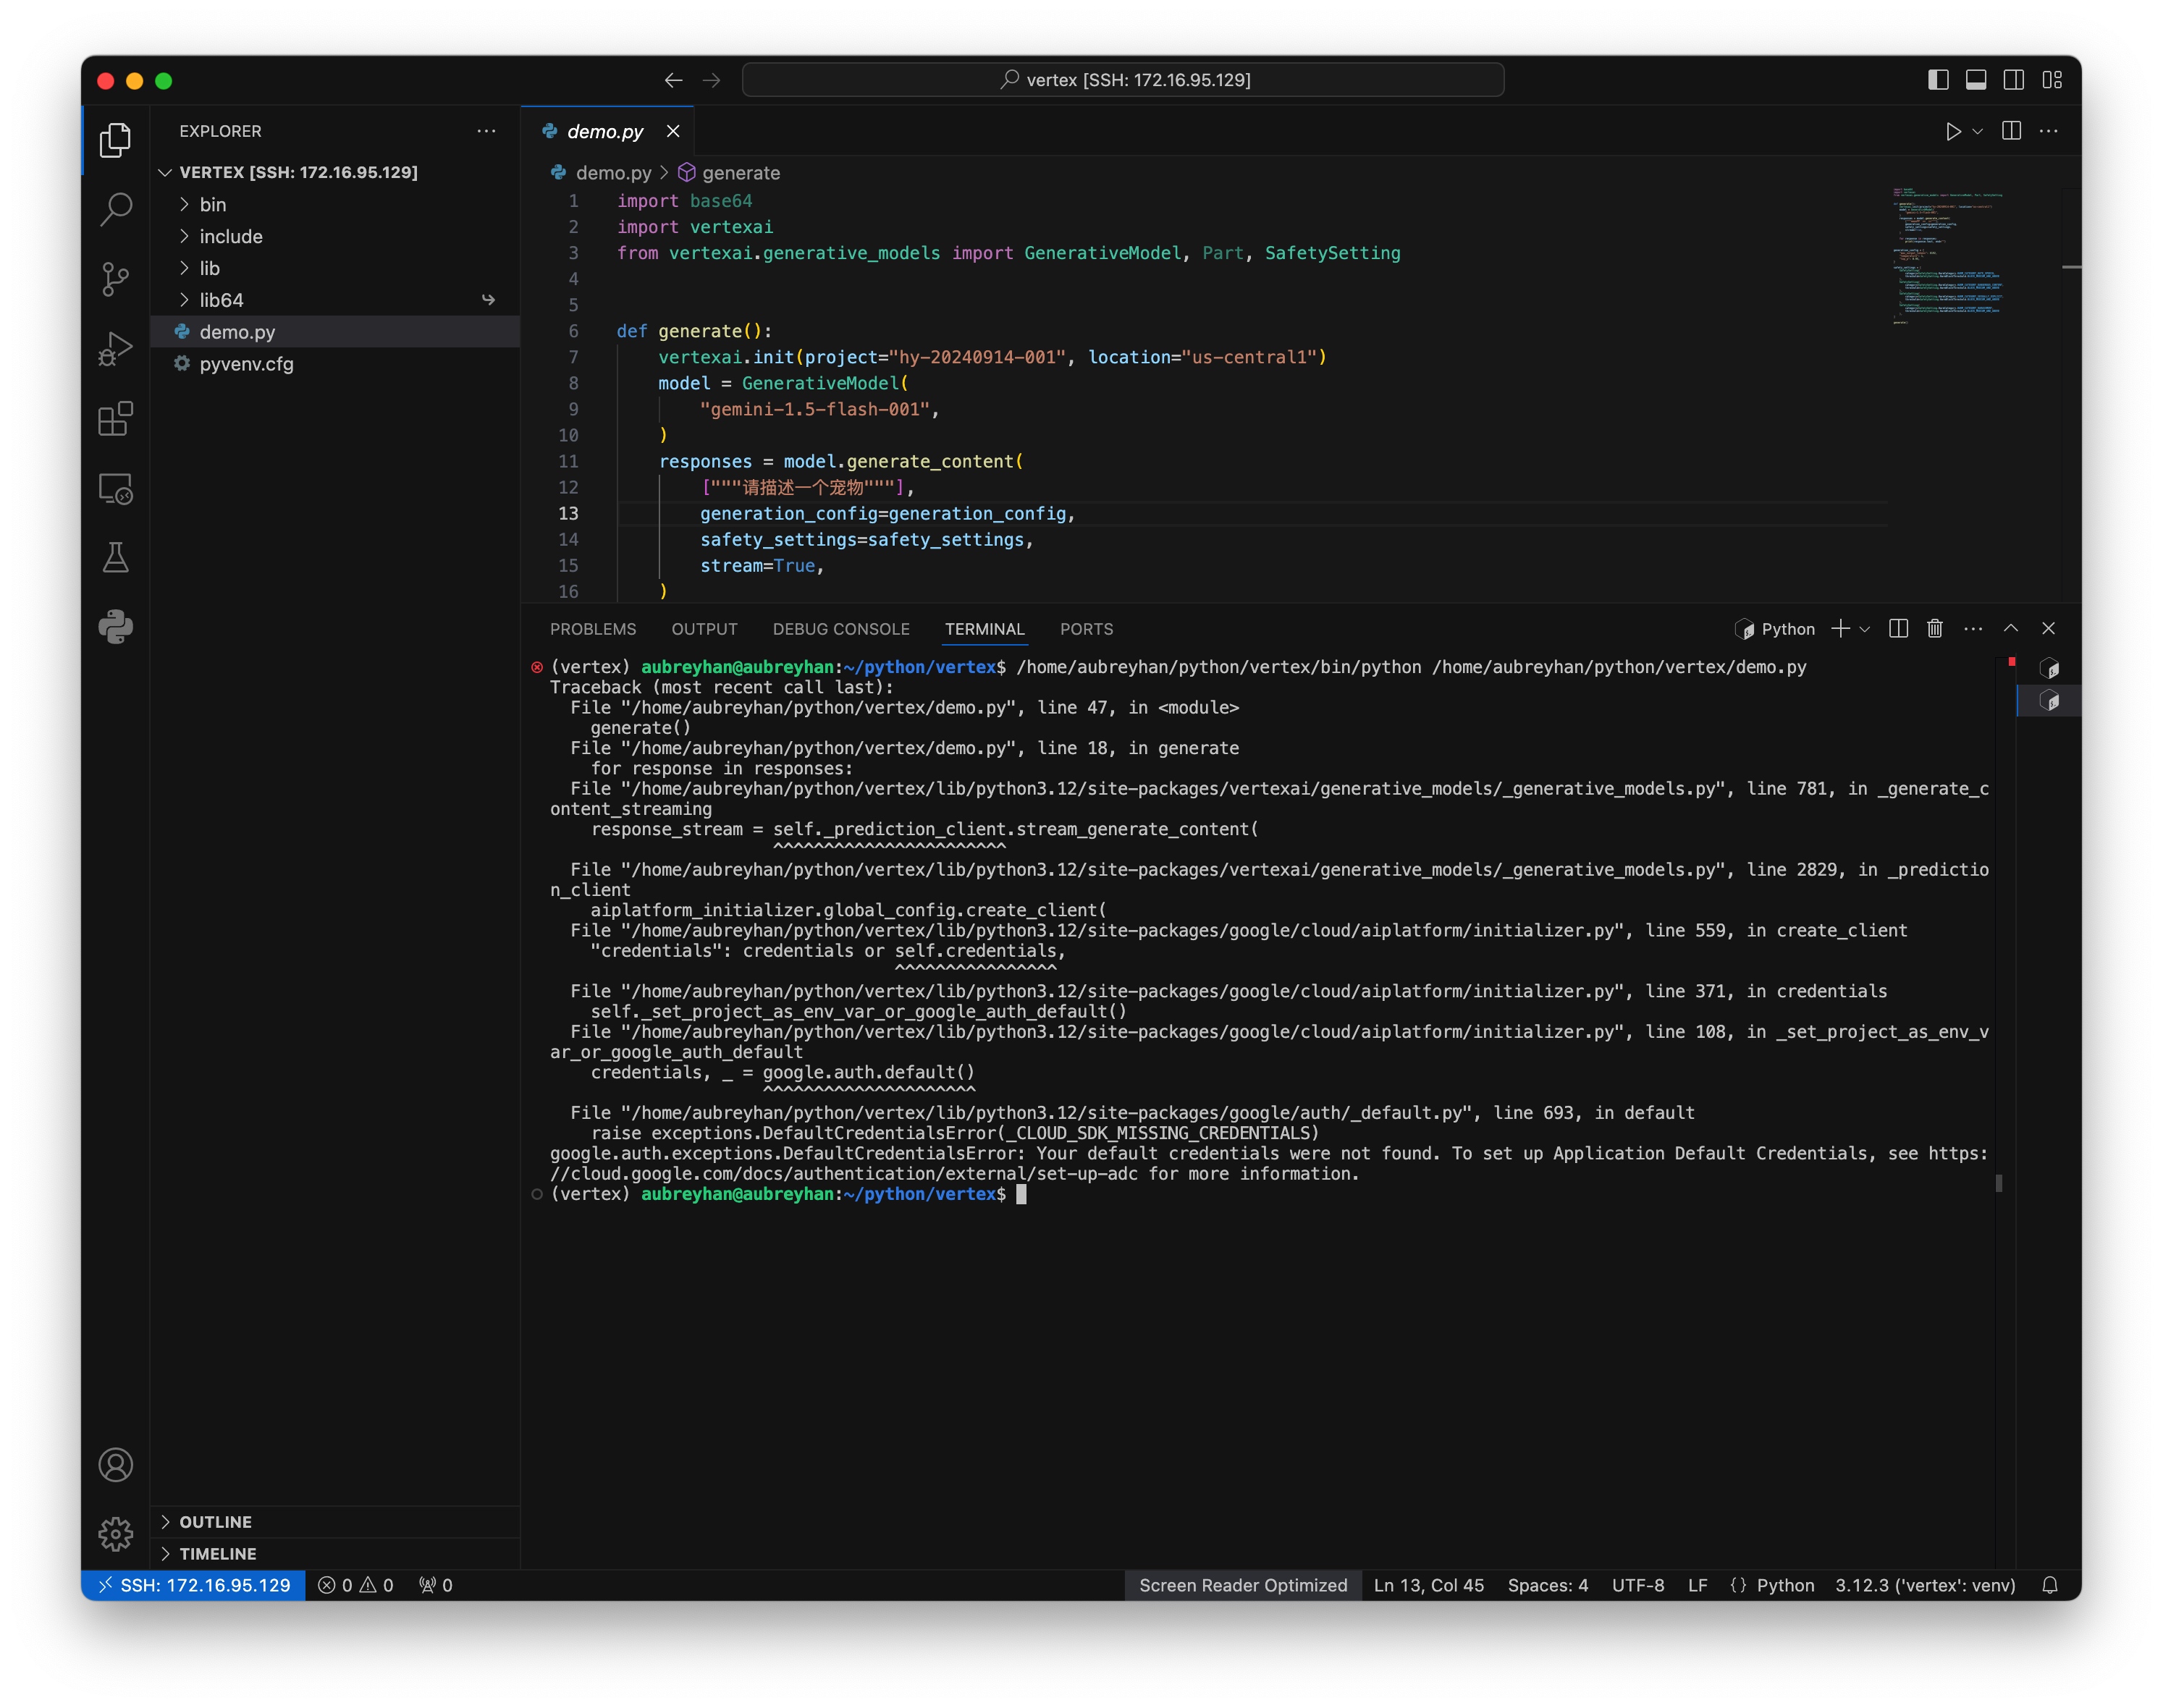 vertex [SSH: 172.16.95.129]
EXPLORER
VERTEX [SSH: 172.16.95.129]
bin
include
lib
lib64
demo.py
pyvenv.cfg
OUTLINE
TIMELINE
demo.py
demo.py > generate
1 import base64
2 import vertexai
3 from vertexai.generative_models import GenerativeModel, Part, SafetySetting
4
5
6 def generate():
7 vertexai.init(project="hy-20240914-001", location="us-central1")
8 model = GenerativeModel(
9 "gemini-1.5-flash-001",
10 )
11 responses = model.generate_content(
12 ["""请描述一个宠物"""],
13 generation_config=generation_config,
14 safety_settings=safety_settings,
15 stream=True,
16 )
PROBLEMS OUTPUT DEBUG CONSOLE TERMINAL PORTS
Python
(vertex) aubreyhan@aubreyhan:~/python/vertex$ /home/aubreyhan/python/vertex/bin/python /home/aubreyhan/python/vertex/demo.py
Traceback (most recent call last):
File "/home/aubreyhan/python/vertex/demo.py", line 47, in <module>
generate()
File "/home/aubreyhan/python/vertex/demo.py", line 18, in generate
for response in responses:
File "/home/aubreyhan/python/vertex/lib/python3.12/site-packages/vertexai/generative_models/_generative_models.py", line 781, in _generate_c
ontent_streaming
response_stream = self._prediction_client.stream_generate_content(
^^^^^^^^^^^^^^^^^^^^^^^
File "/home/aubreyhan/python/vertex/lib/python3.12/site-packages/vertexai/generative_models/_generative_models.py", line 2829, in _predictio
n_client
aiplatform_initializer.global_config.create_client(
File "/home/aubreyhan/python/vertex/lib/python3.12/site-packages/google/cloud/aiplatform/initializer.py", line 559, in create_client
"credentials": credentials or self.credentials,
^^^^^^^^^^^^^^^^
File "/home/aubreyhan/python/vertex/lib/python3.12/site-packages/google/cloud/aiplatform/initializer.py", line 371, in credentials
self._set_project_as_env_var_or_google_auth_default()
File "/home/aubreyhan/python/vertex/lib/python3.12/site-packages/google/cloud/aiplatform/initializer.py", line 108, in _set_project_as_env_v
ar_or_google_auth_default
credentials, _ = google.auth.default()
^^^^^^^^^^^^^^^^^^^^^
File "/home/aubreyhan/python/vertex/lib/python3.12/site-packages/google/auth/_default.py", line 693, in default
raise exceptions.DefaultCredentialsError(_CLOUD_SDK_MISSING_CREDENTIALS)
google.auth.exceptions.DefaultCredentialsError: Your default credentials were not found. To set up Application Default Credentials, see https:
//cloud.google.com/docs/authentication/external/set-up-adc for more information.
(vertex) aubreyhan@aubreyhan:~/python/vertex$
SSH: 172.16.95.129 0 0 0 Screen Reader Optimized Ln 13, Col 45 Spaces: 4 UTF-8 LF {} Python 3.12.3 ('vertex': venv)